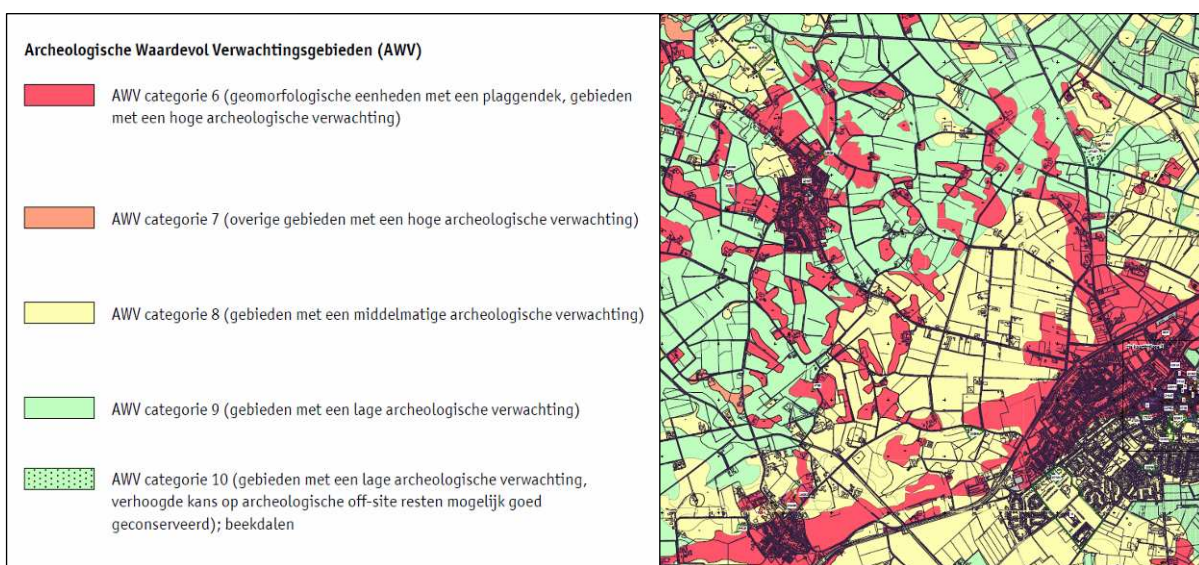 Archeologische Waardevol Verwachtingsgebieden (AWV)
AWV categorie 6 (geomorfologische eenheden met een plaggendek, gebieden
met een hoge archeologische verwachting)
AWV categorie 7 (overige gebieden met een hoge archeologische verwachting)
AWV categorie 8 (gebieden met een middelmatige archeologische verwachting)
AWV categorie 9 (gebieden met een lage archeologische verwachting)
AWV categorie 10 (gebieden met een lage archeologische verwachting,
verhoogde kans op archeologische off-site resten mogelijk goed
geconserveerd); beekdalen